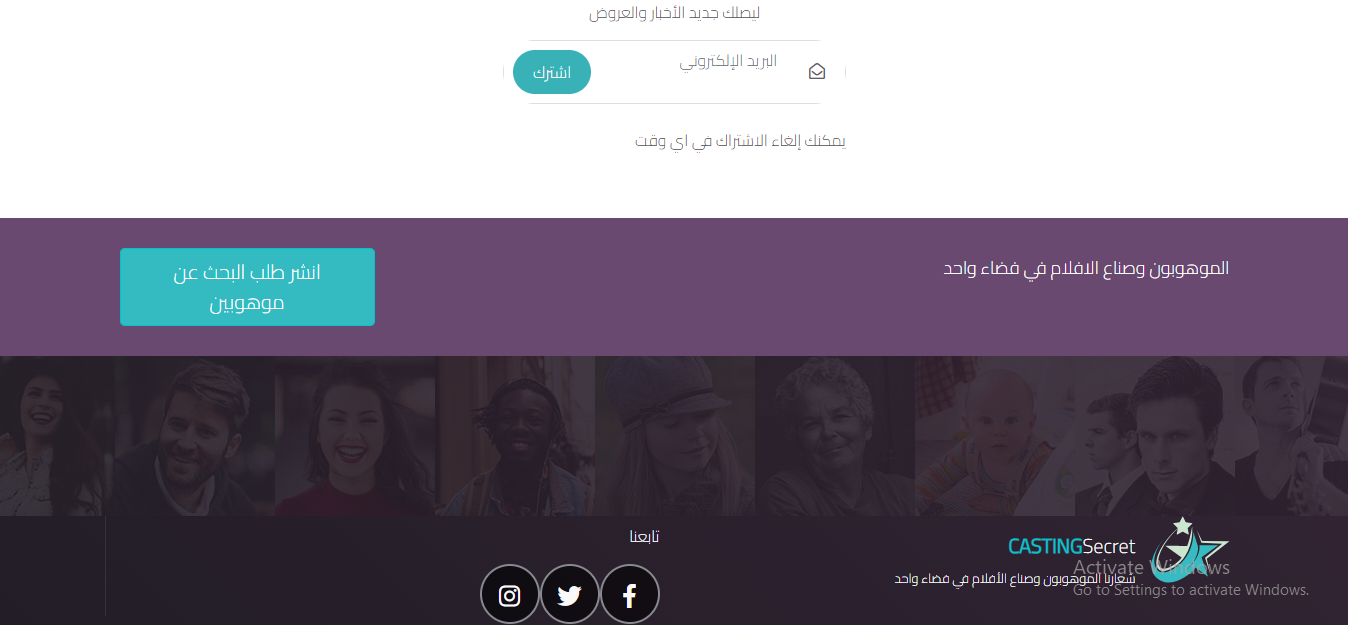 ليصلك جديد الأخبار والعروض
البريد الإلكتروني
اشترك
يمكنك إلغاء الاشتراك في اي وقت
الموهوبون وصناع الافلام في فضاء واحد
انشر طلب البحث عن
موهوبين
CASTINGSecret
شعارنا الموهوبون وصناع الأفلام في فضاء واحد
تابعنا
Activate Windows
Go to Settings to activate Windows.